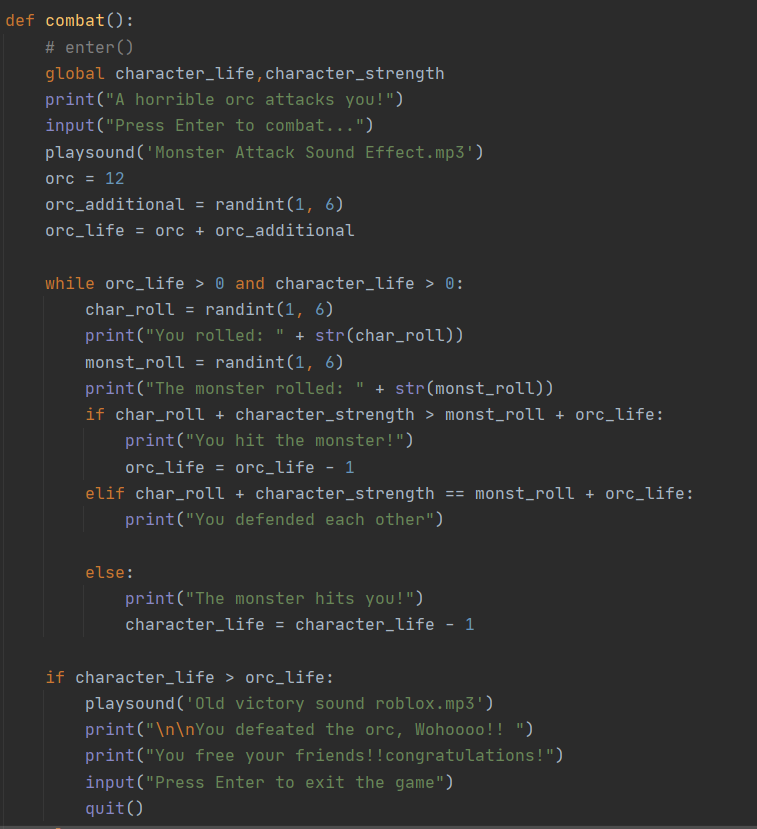 def combat():
    # enter()
    global character_life,character_strength
    print("A horrible orc attacks you!")
    input("Press Enter to combat...")
    playsound('Monster Attack Sound Effect.mp3')
    orc = 12
    orc_additional = randint(1, 6)
    orc_life = orc + orc_additional

    while orc_life > 0 and character_life > 0:
        char_roll = randint(1, 6)
        print("You rolled: " + str(char_roll))
        monst_roll = randint(1, 6)
        print("The monster rolled: " + str(monst_roll))
        if char_roll + character_strength > monst_roll + orc_life:
            print("You hit the monster!")
            orc_life = orc_life - 1
        elif char_roll + character_strength == monst_roll + orc_life:
            print("You defended each other")

        else:
            print("The monster hits you!")
            character_life = character_life - 1

    if character_life > orc_life:
        playsound('Old victory sound roblox.mp3')
        print("\n\nYou defeated the orc, Wohoooo!! ")
        print("You free your friends!!congratulations!")
        input("Press Enter to exit the game")
        quit()